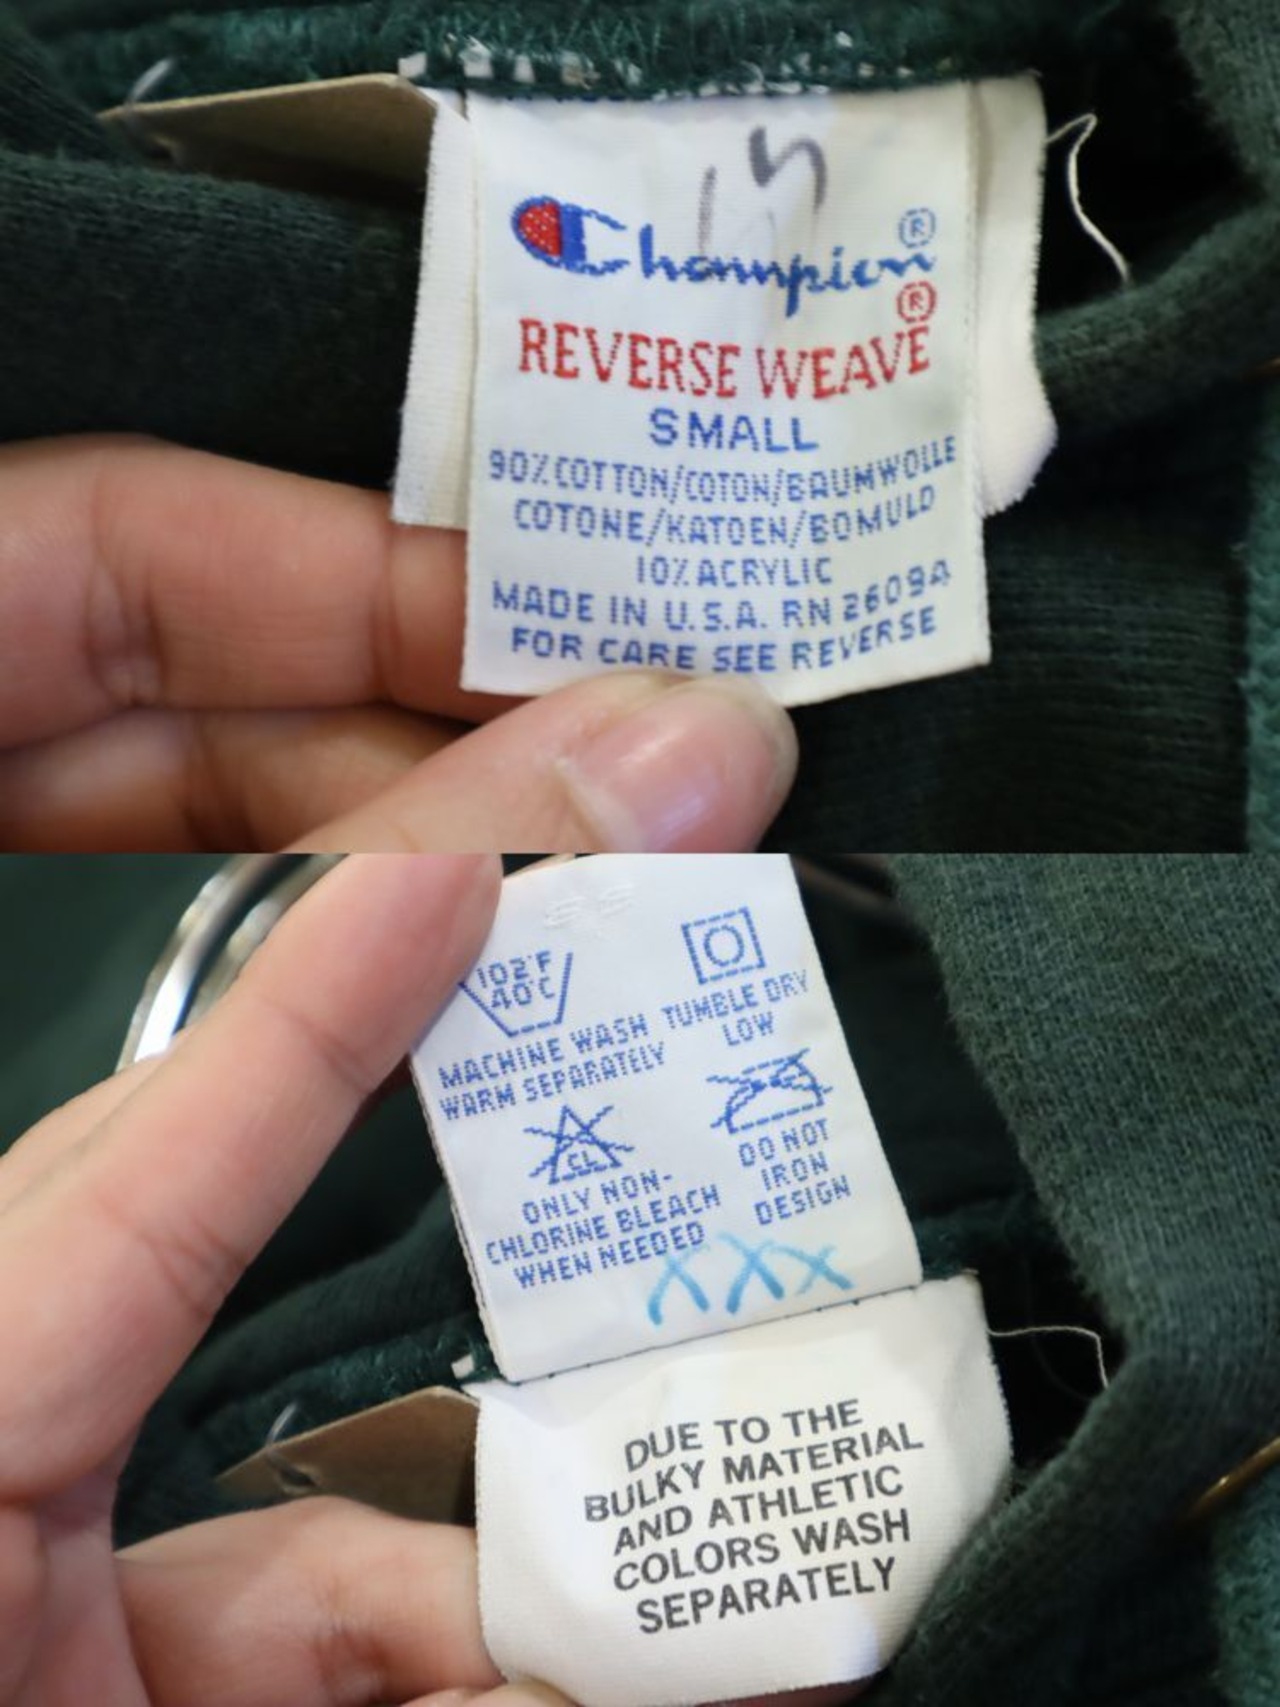 Champion®
®
REVERSE WEAVE
SMALL
90% COTTON/COTON/BAUMWOLLE
COTONE/KATOEN/BOMULD
10% ACRYLIC
MADE IN U.S.A. RN 26094
FOR CARE SEE REVERSE
102°F
40°C
MACHINE WASH
WARM SEPARATELY
TUMBLE DRY
LOW
CL
ONLY NON-
CHLORINE BLEACH
WHEN NEEDED
DO NOT
IRON
DESIGN
XXX
DUE TO THE
BULKY MATERIAL
AND ATHLETIC
COLORS WASH
SEPARATELY